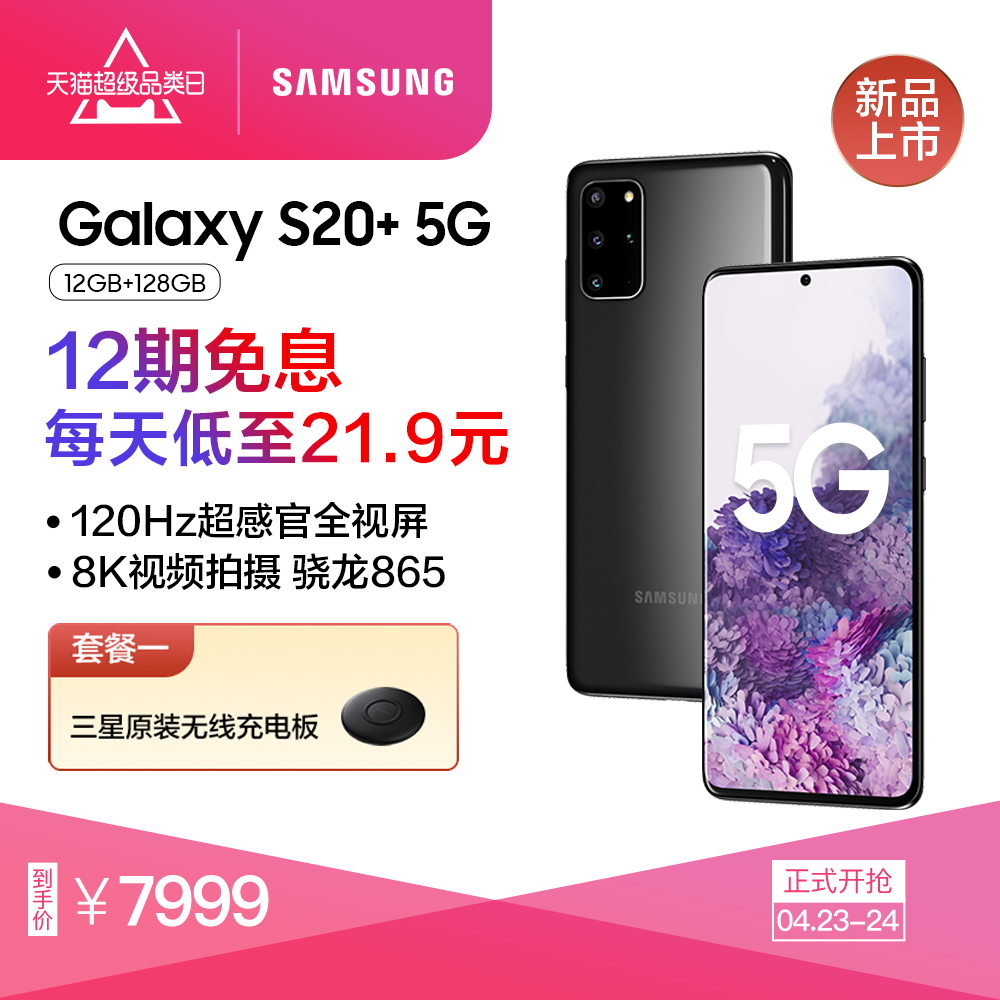 天猫超级品类日
SAMSUNG
新品
上市
Galaxy S20+ 5G
12GB+128GB
12期免息
每天低至21.9元
• 120Hz超感官全视屏
• 8K视频拍摄 骁龙865
套餐一
三星原装无线充电板
SAMSUN
5G
到手价
￥7999
正式开抢
04.23-24